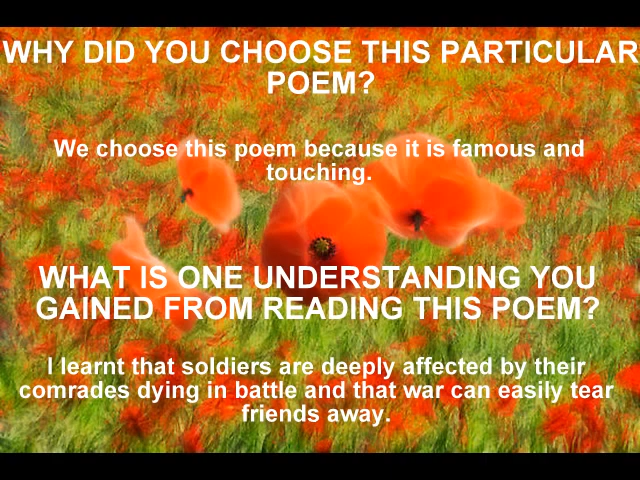 WHY DID YOU CHOOSE THIS PARTICULAR
POEM?
We choose this poem because it is famous and
touching.
WHAT IS ONE UNDERSTANDING YOU
GAINED FROM READING THIS POEM?
I learnt that soldiers are deeply affected by their
comrades dying in battle and that war can easily tear
friends away.